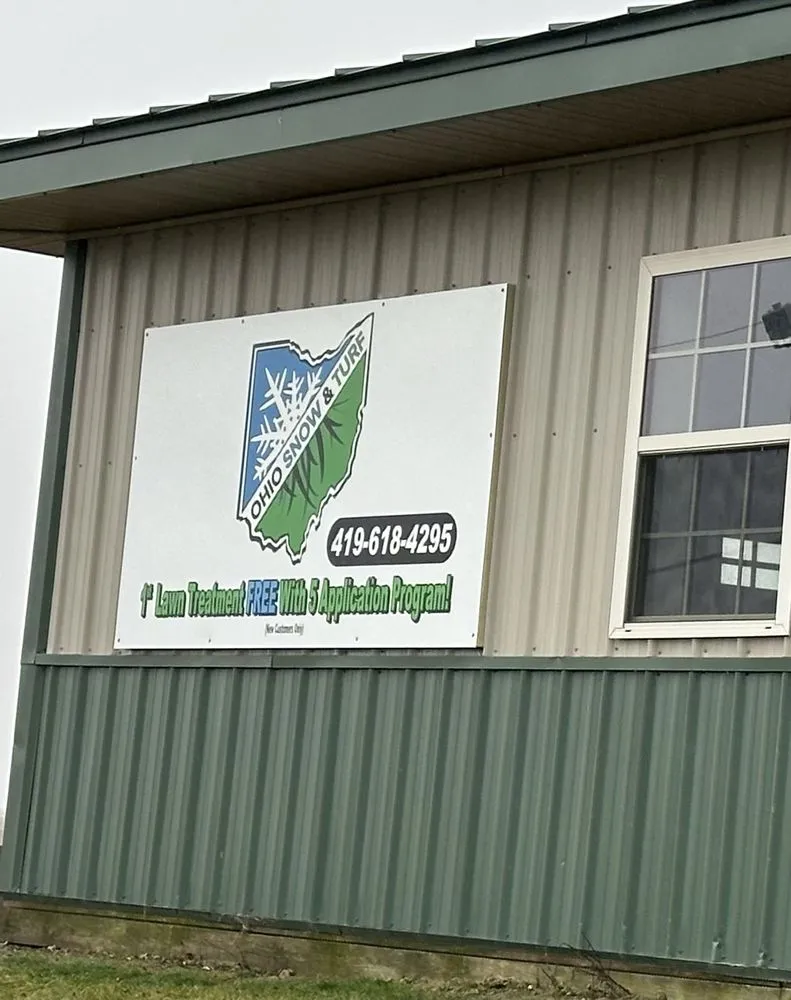 OHIO SNOW & TURF
419-618-4295
1st Lawn Treatment FREE With 5 Application Program!
(New Customers Only)